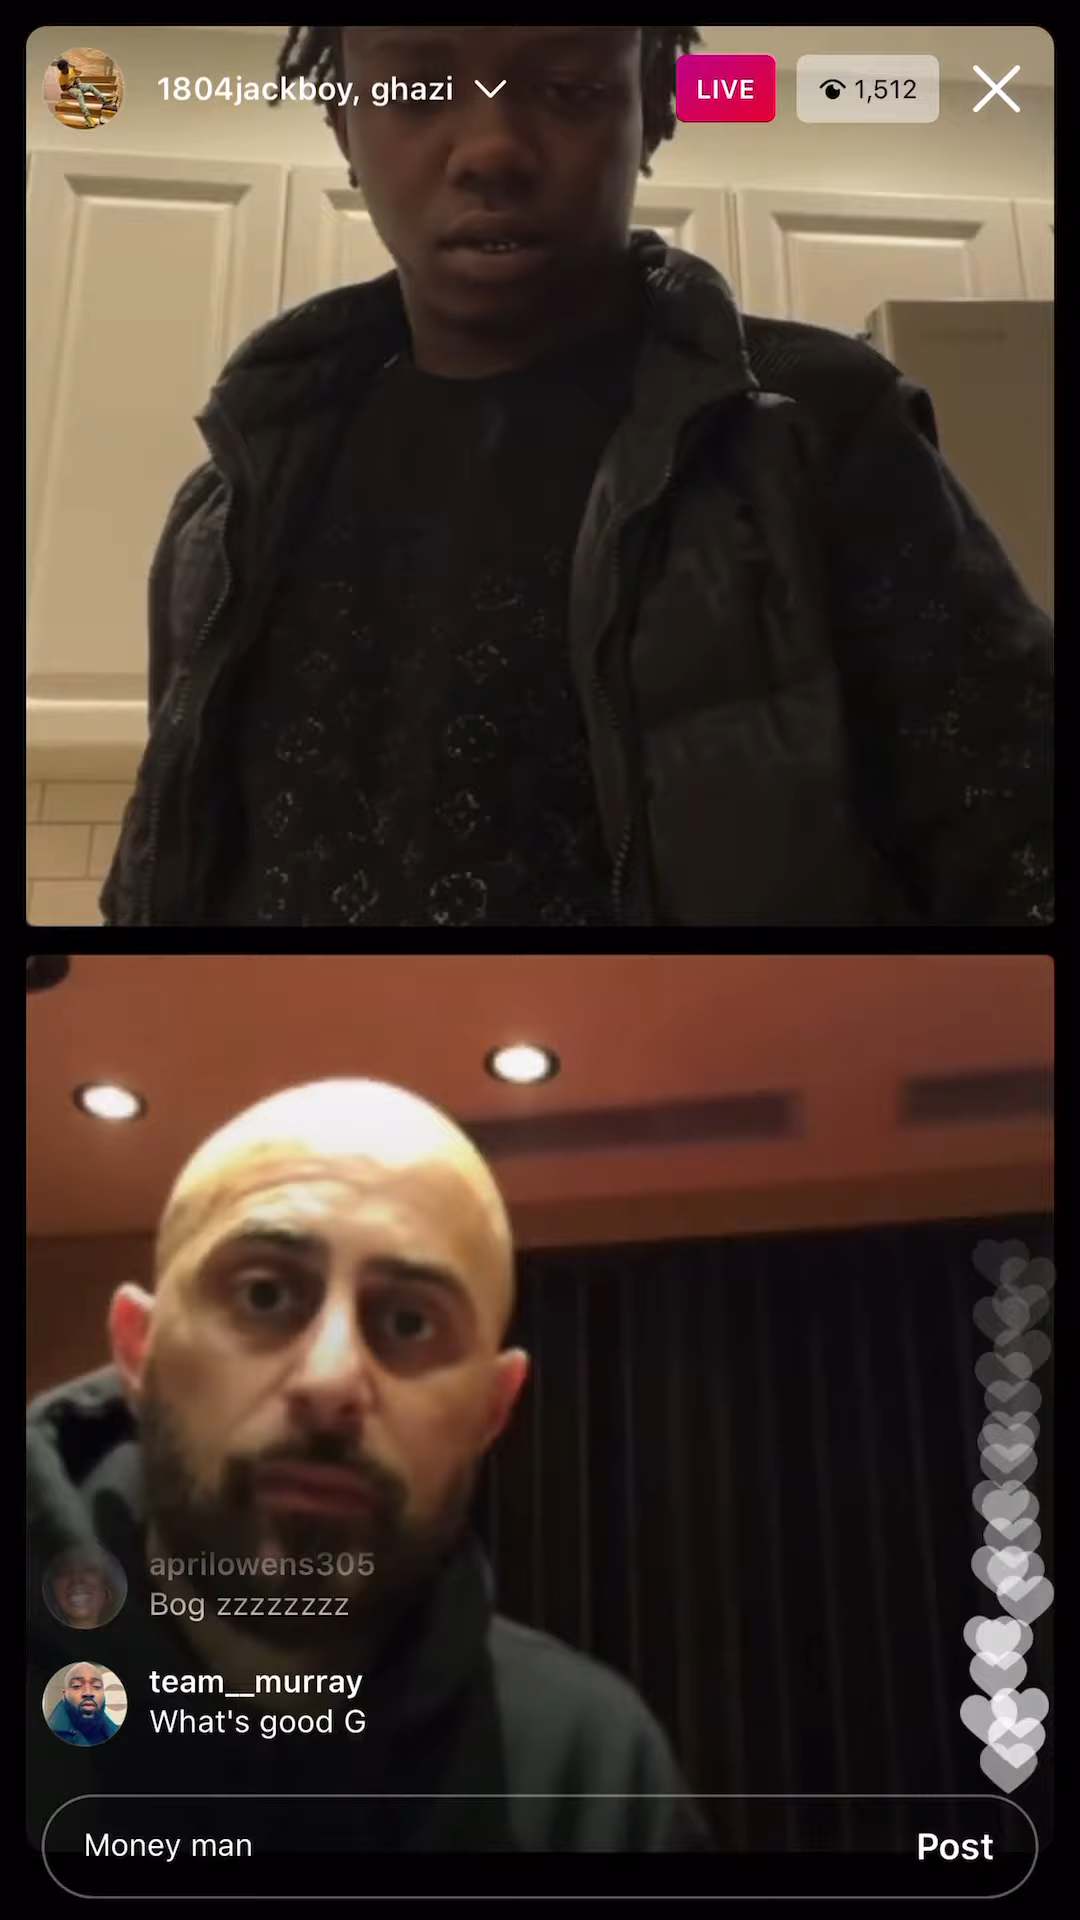 1804jackboy, ghazi
LIVE
1,512
aprilowens305
Bog zzzzzzzz
team__murray
What's good G
Money man
Post